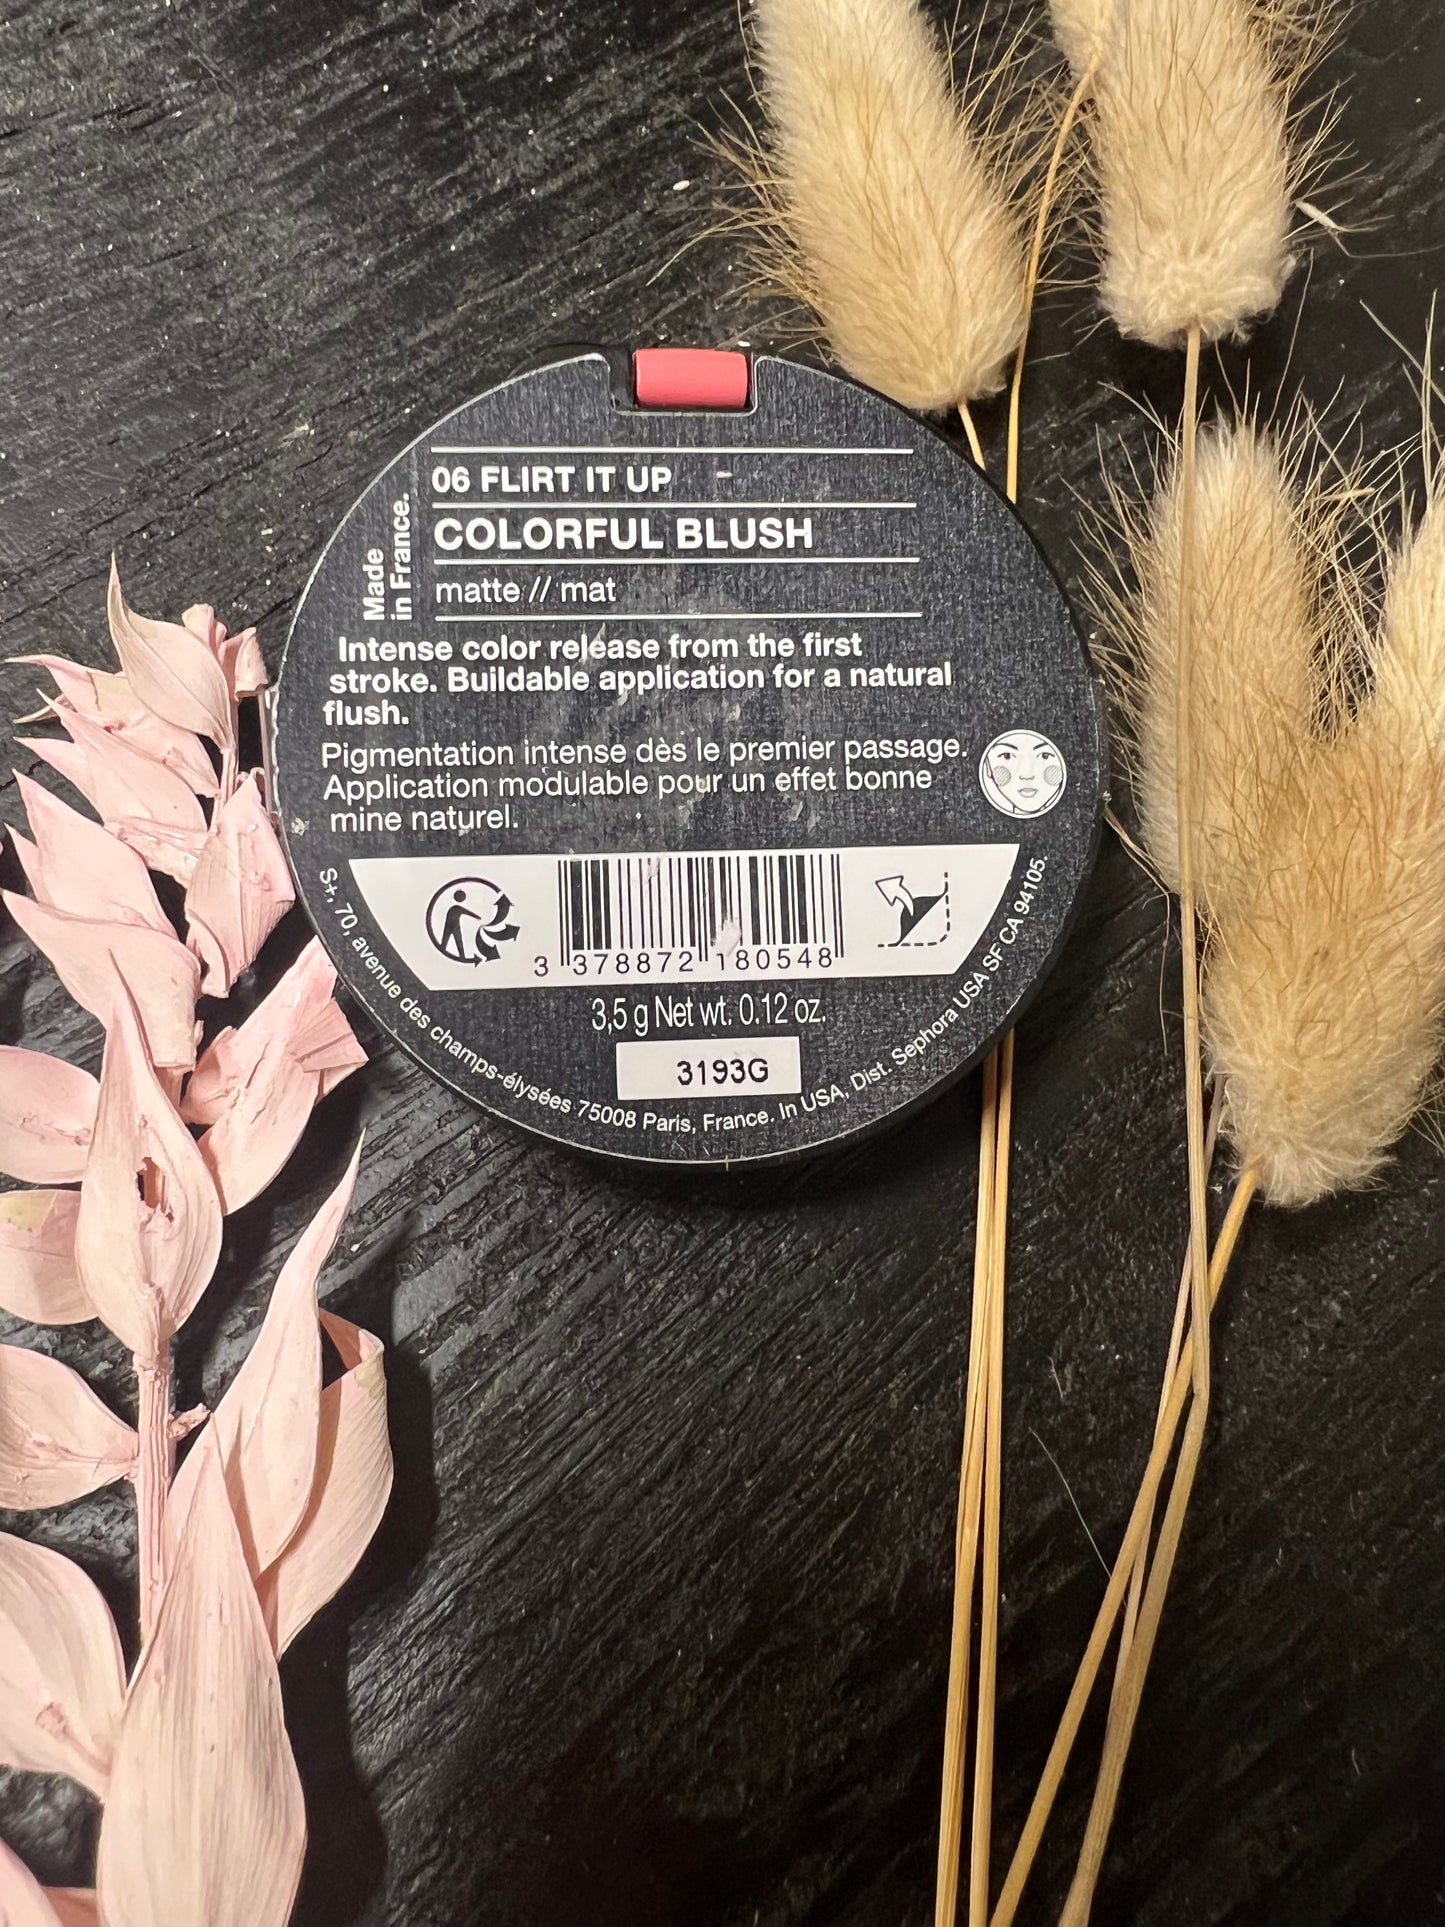 06 FLIRT IT UP
COLORFUL BLUSH
matte // mat
Made
in France.
Intense color release from the first
stroke. Buildable application for a natural
flush.
Pigmentation intense dès le premier passage.
Application modulable pour un effet bonne
mine naturel.
3 378872 180548
3,5 g Net wt. 0.12 oz.
3193G
S+, 70, avenue des champs-élysées 75008 Paris, France. In USA, Dist. Sephora USA SF CA 94105.